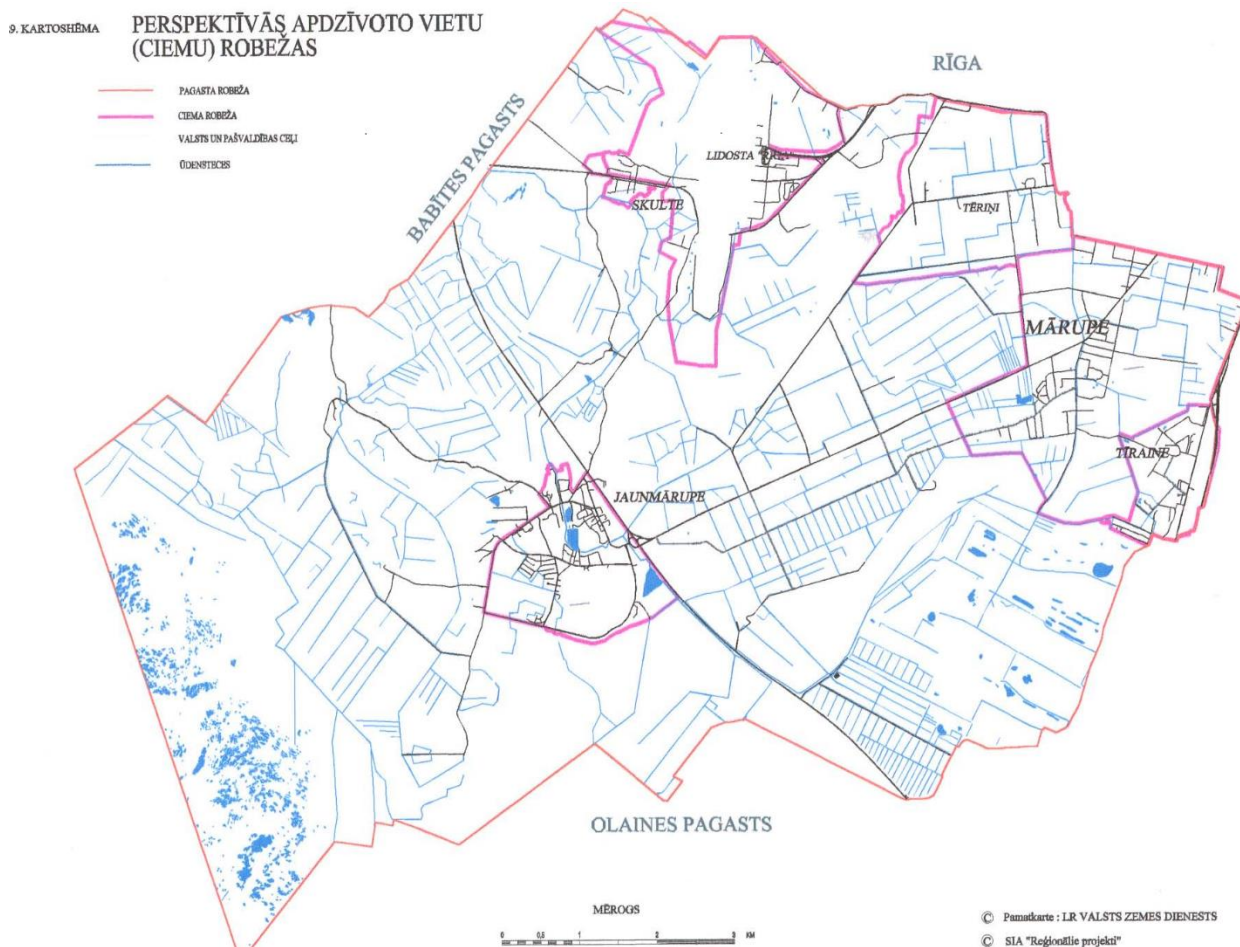 9. KARTOSHĒMA
PERSPEKTĪVĀS APDZĪVOTO VIETU
(CIEMU) ROBEŽAS
PAGASTA ROBEŽA
CIEMA ROBEŽA
VALSTS UN PAŠVALDĪBAS CEĻI
ŪDENSTECES
RĪGA
BABĪTES PAGASTS
LIDOSTA
SKULTE
TĒRIŅI
MĀRUPE
TĪRAINE
JAUNMĀRUPE
OLAINES PAGASTS
MĒROGS
0 0,5 1 2 3 KM
© Pamatkarte : LR VALSTS ZEMES DIENESTS
© SIA "Reģionālie projekti"